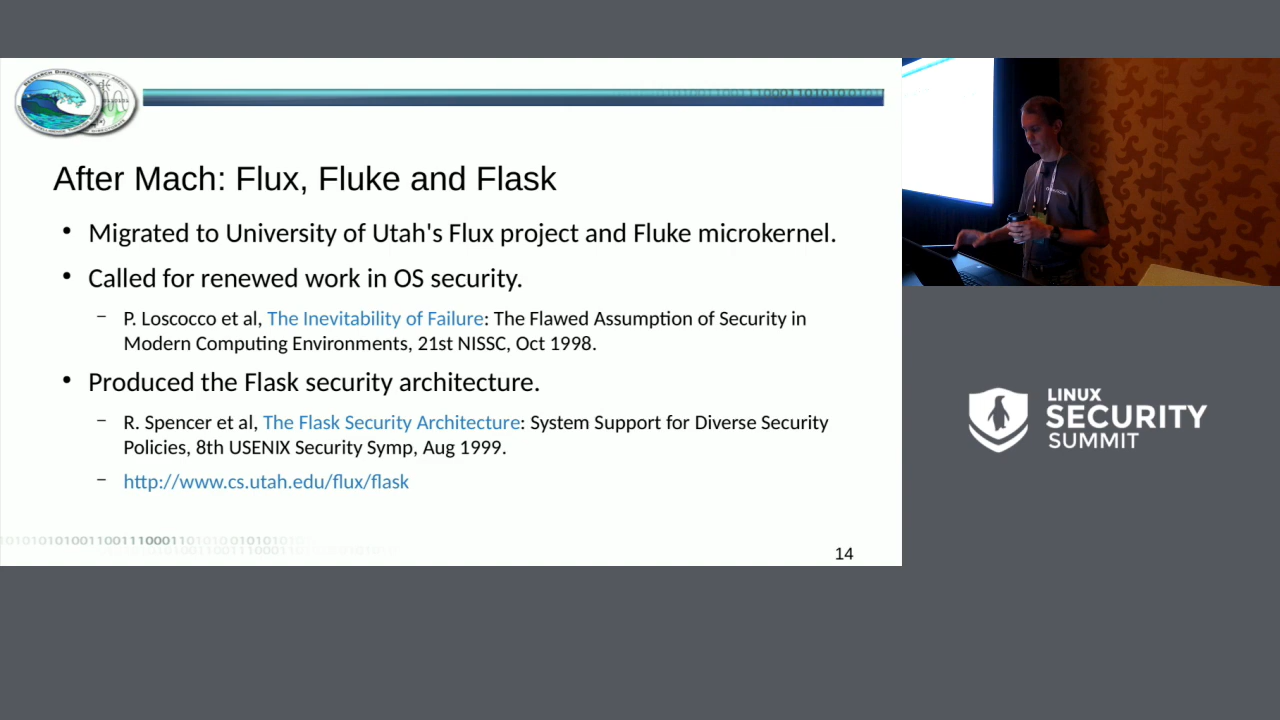 After Mach: Flux, Fluke and Flask
• Migrated to University of Utah's Flux project and Fluke microkernel.
• Called for renewed work in OS security.
– P. Loscocco et al, The Inevitability of Failure: The Flawed Assumption of Security in
Modern Computing Environments, 21st NISSC, Oct 1998.
• Produced the Flask security architecture.
– R. Spencer et al, The Flask Security Architecture: System Support for Diverse Security
Policies, 8th USENIX Security Symp, Aug 1999.
– http://www.cs.utah.edu/flux/flask
14
LINUX
SECURITY
SUMMIT